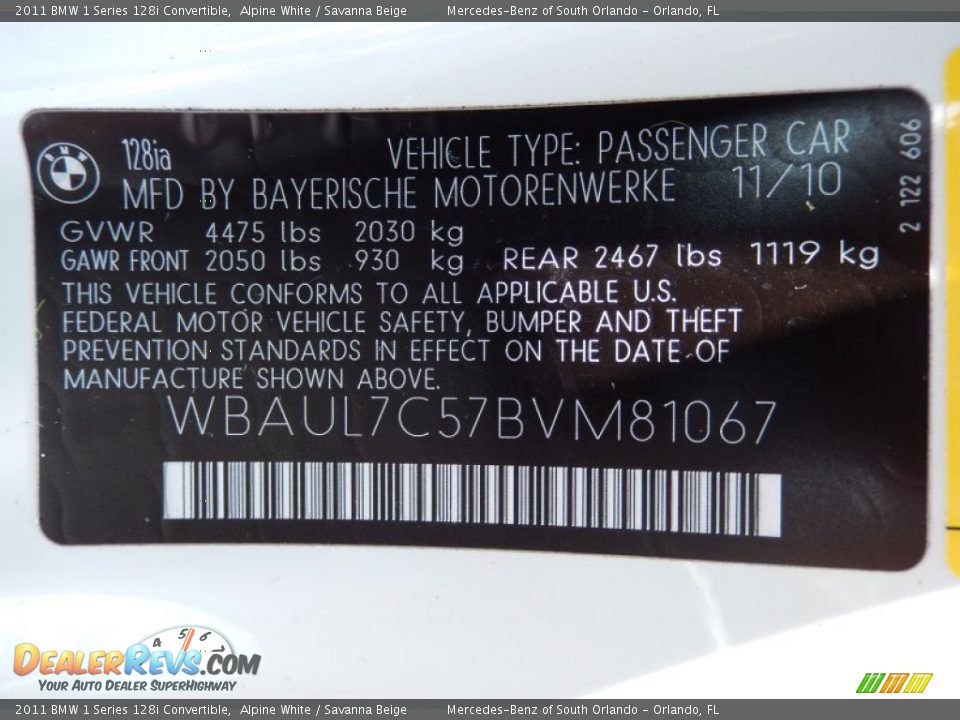 2011 BMW 1 Series 128i Convertible, Alpine White / Savanna Beige Mercedes-Benz of South Orlando - Orlando, FL
BMW
128ia
VEHICLE TYPE: PASSENGER CAR
MFD BY BAYERISCHE MOTORENWERKE 11/10
2 122 606
GVWR 4475 lbs 2030 kg
GAWR FRONT 2050 lbs 930 kg REAR 2467 lbs 1119 kg
THIS VEHICLE CONFORMS TO ALL APPLICABLE U.S.
FEDERAL MOTOR VEHICLE SAFETY, BUMPER AND THEFT
PREVENTION STANDARDS IN EFFECT ON THE DATE OF
MANUFACTURE SHOWN ABOVE.
WBAUL7C57BVM81067
4 5 6 7
DEALERREVS.COM
YOUR AUTO DEALER SUPERHIGHWAY
2011 BMW 1 Series 128i Convertible, Alpine White / Savanna Beige Mercedes-Benz of South Orlando - Orlando, FL